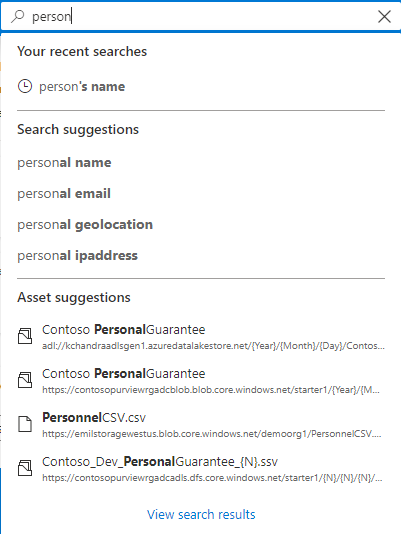 person
Your recent searches
person's name
Search suggestions
personal name
personal email
personal geolocation
personal ipaddress
Asset suggestions
Contoso PersonalGuarantee
adl://kchandraadlsgen1.azuredatalakestore.net/{Year}/{Month}/{Day}/Contos...
Contoso PersonalGuarantee
https://contosopurviewrgadcblob.blob.core.windows.net/starter1/{Year}/{M...
PersonnelCSV.csv
https://emilstoragewestus.blob.core.windows.net/demoorg1/PersonnelCSV....
Contoso_Dev_PersonalGuarantee_{N}.ssv
https://contosopurviewrgadcadls.dfs.core.windows.net/starter1/{N}/{N}/{N}/...
View search results